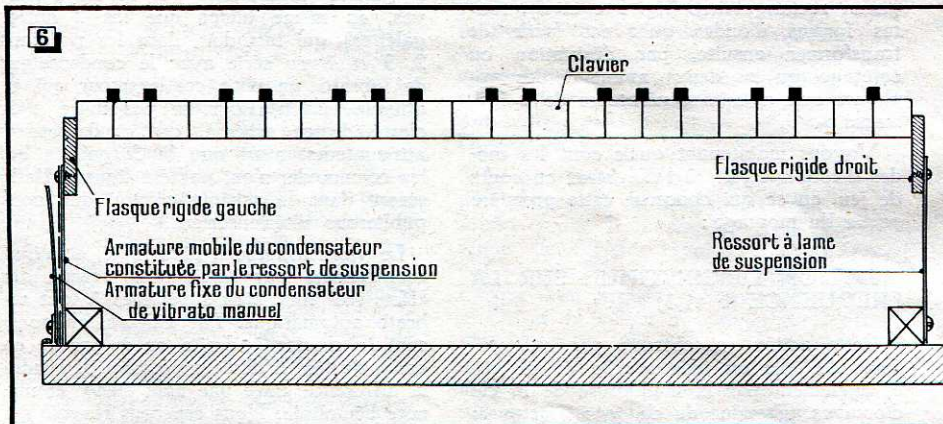 6
Clavier
Flasque rigide gauche
Flasque rigide droit
Armature mobile du condensateur
constituée par le ressort de suspension
Armature fixe du condensateur
de vibrato manuel
Ressort à lame
de suspension